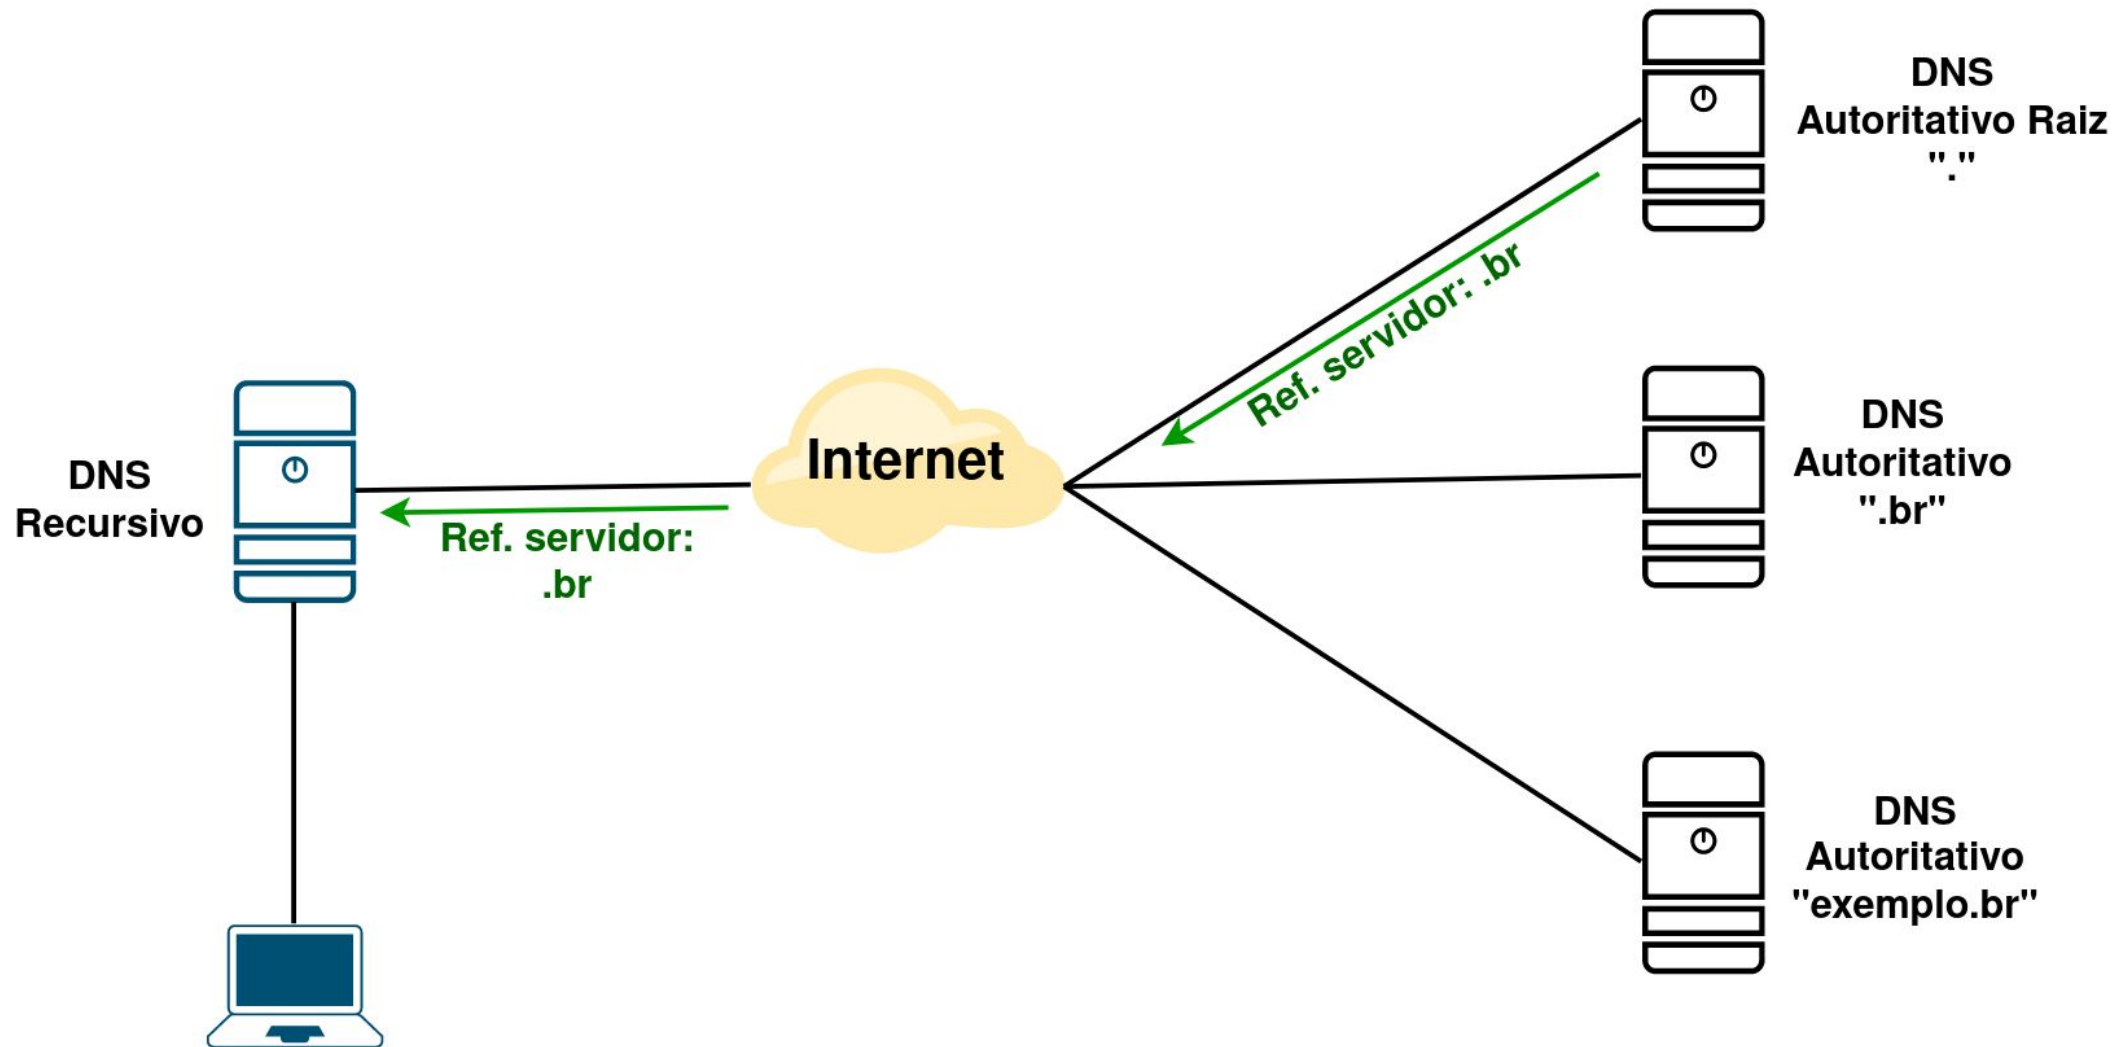 DNS
Autoritativo Raiz
"."
Ref. servidor: .br
DNS
Autoritativo
".br"
Internet
DNS
Recursivo
Ref. servidor:
.br
DNS
Autoritativo
"exemplo.br"